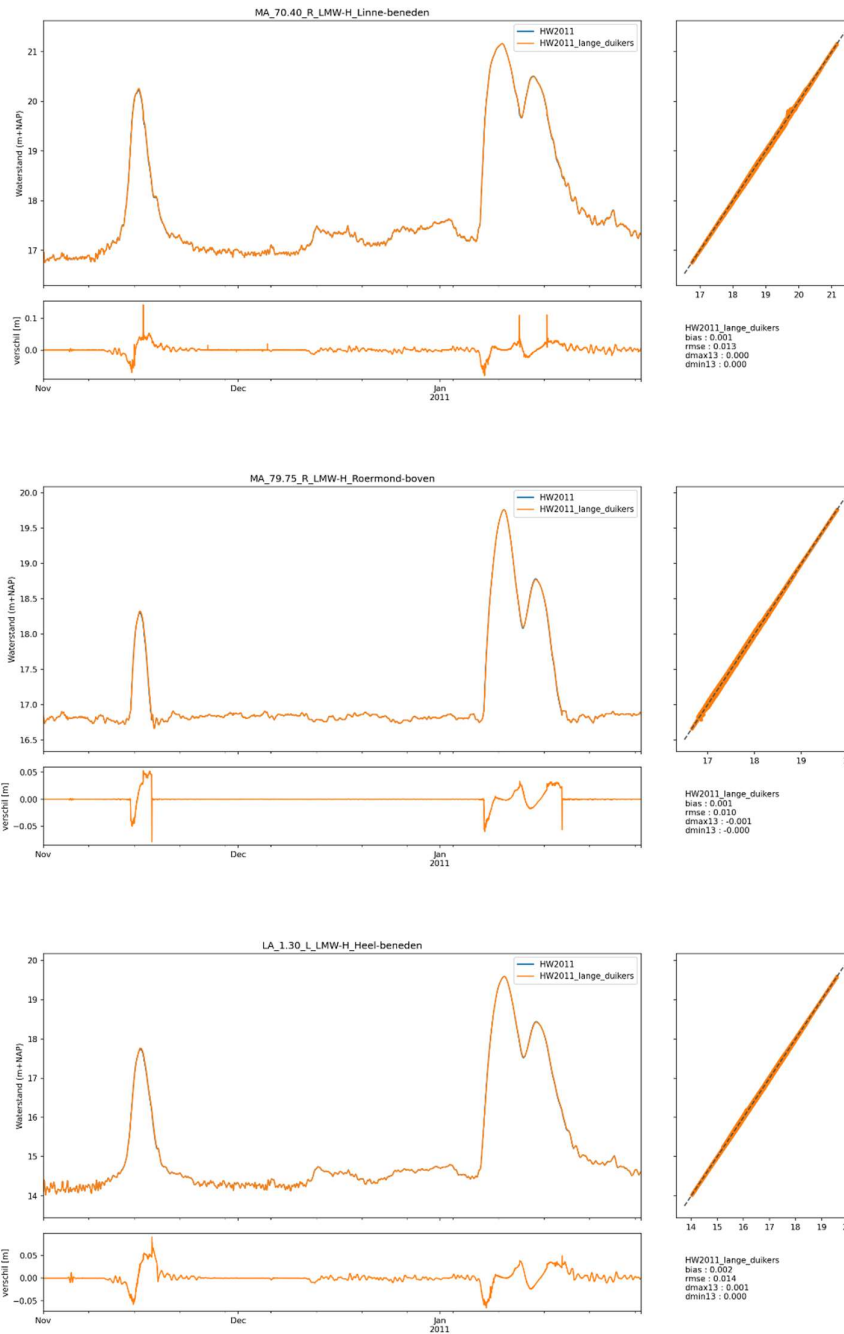 MA_70.40_R_LMW-H_Linne-beneden
HW2011
HW2011_lange_duikers
Waterstand (m+NAP)
21
20
19
18
17
17 18 19 20 21
verschil [m]
0.1
0.0
Nov Dec Jan
2011
HW2011_lange_duikers
bias : 0.001
rmse : 0.013
dmax13 : 0.000
dmin13 : 0.000
MA_79.75_R_LMW-H_Roermond-boven
HW2011
HW2011_lange_duikers
Waterstand (m+NAP)
20.0
19.5
19.0
18.5
18.0
17.5
17.0
16.5
17 18 19
verschil [m]
0.05
0.00
−0.05
Nov Dec Jan
2011
HW2011_lange_duikers
bias : 0.001
rmse : 0.010
dmax13 : -0.001
dmin13 : -0.000
LA_1.30_L_LMW-H_Heel-beneden
HW2011
HW2011_lange_duikers
Waterstand (m+NAP)
20
19
18
17
16
15
14
14 15 16 17 18 19
verschil [m]
0.05
0.00
−0.05
Nov Dec Jan
2011
HW2011_lange_duikers
bias : 0.002
rmse : 0.014
dmax13 : 0.001
dmin13 : 0.000